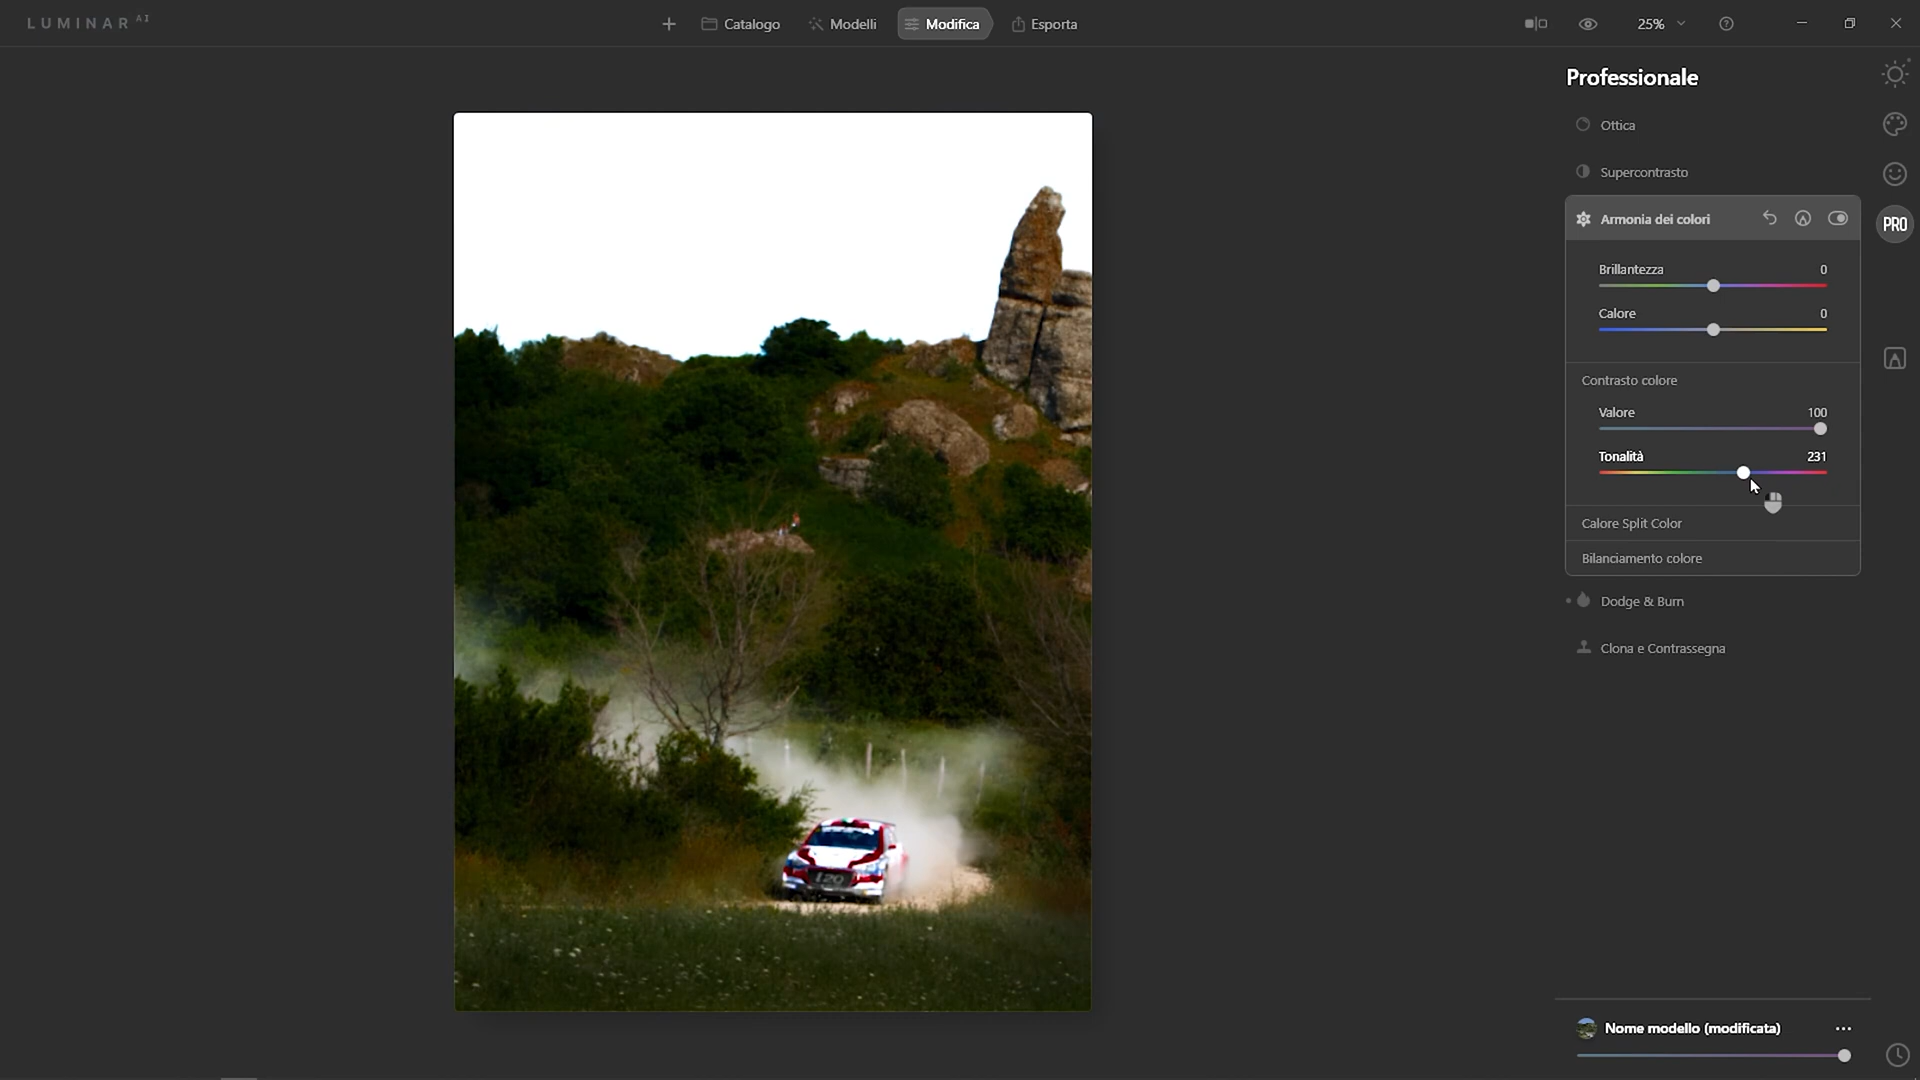 LUMINAR AI
Catalogo
Modelli
Modifica
Esporta
25%
Professionale
Ottica
Supercontrasto
Armonia dei colori
Brillantezza 0
Calore 0
Contrasto colore
Valore 100
Tonalità 231
Calore Split Color
Bilanciamento colore
Dodge & Burn
Clona e Contrassegna
PRO
Nome modello (modificata)
i20